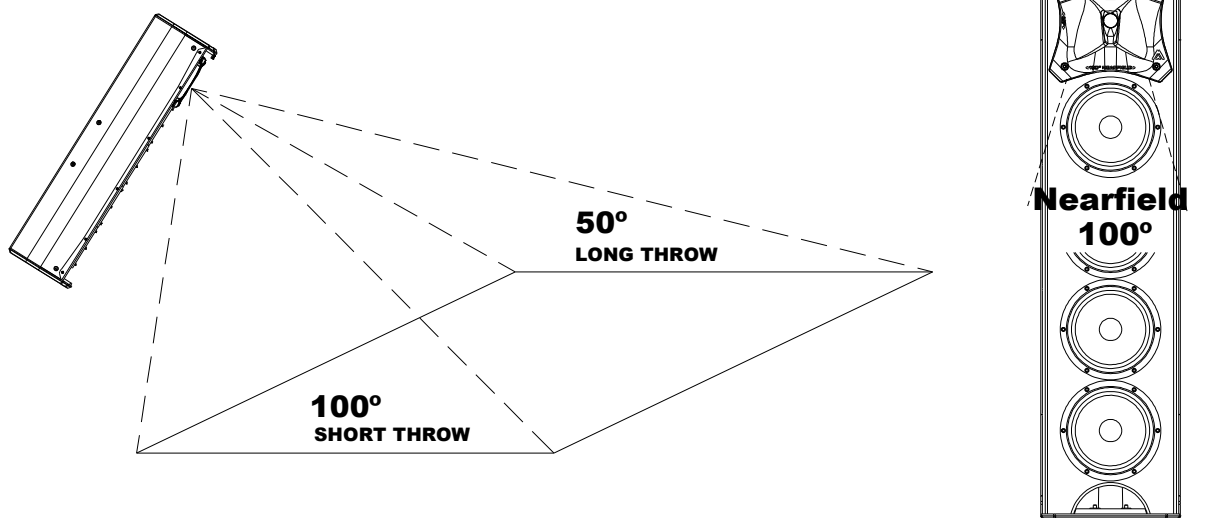 50º
LONG THROW
100º
SHORT THROW
Nearfield
100º